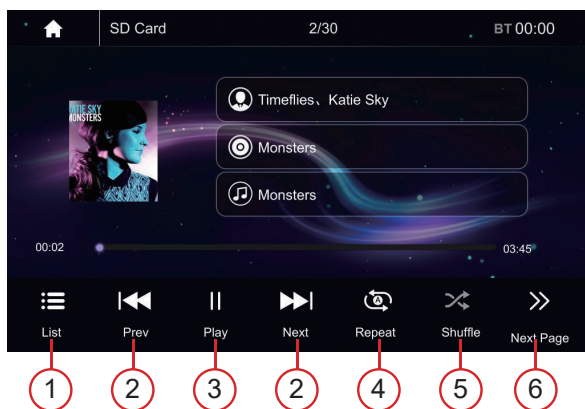 SD Card 2/30 BT 00:00
Timeflies、Katie Sky
KATIE SKY
MONSTERS
Monsters
Monsters
00:02 03:45
A
List Prev Play Next Repeat Shuffle Next Page
1 2 3 2 4 5 6